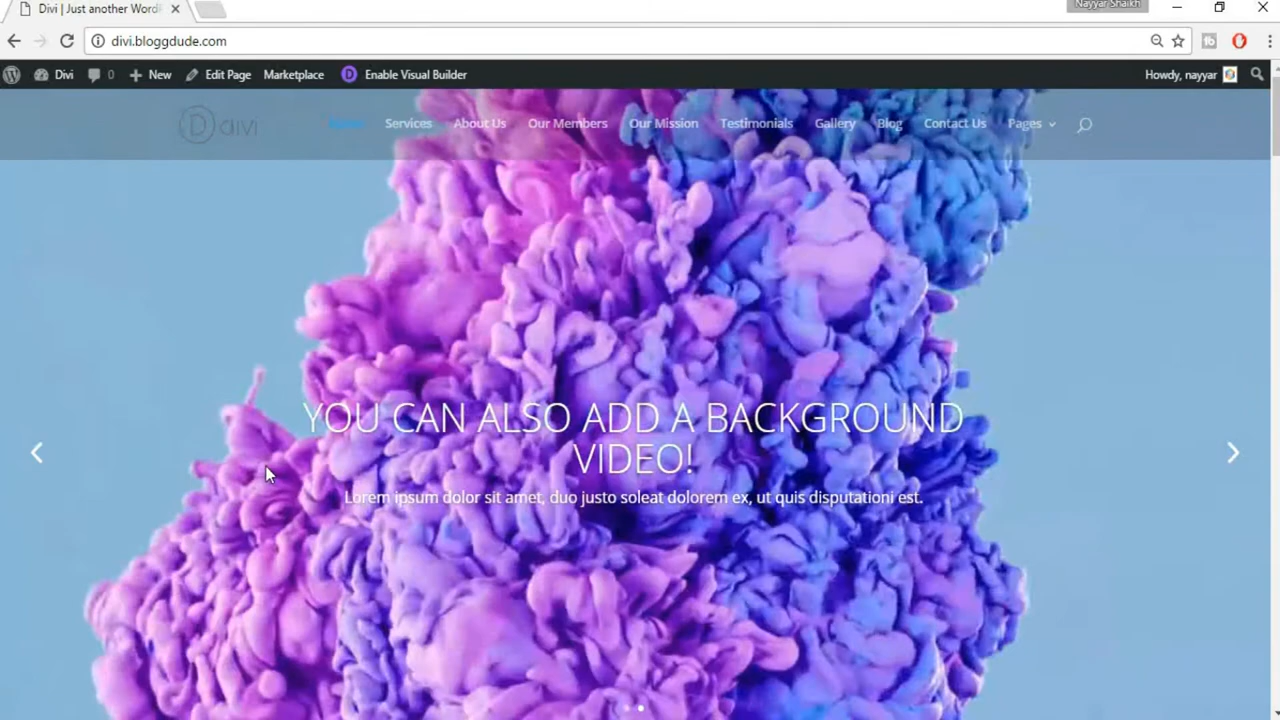 Divi | Just another Word
Nayyar Shaikh
divi.bloggdude.com
Divi 0 New Edit Page Marketplace D Enable Visual Builder Howdy, nayyar
D divi Home Services About Us Our Members Our Mission Testimonials Gallery Blog Contact Us Pages
YOU CAN ALSO ADD A BACKGROUND
VIDEO!
Lorem ipsum dolor sit amet, duo justo soleat dolorem ex, ut quis disputationi est.